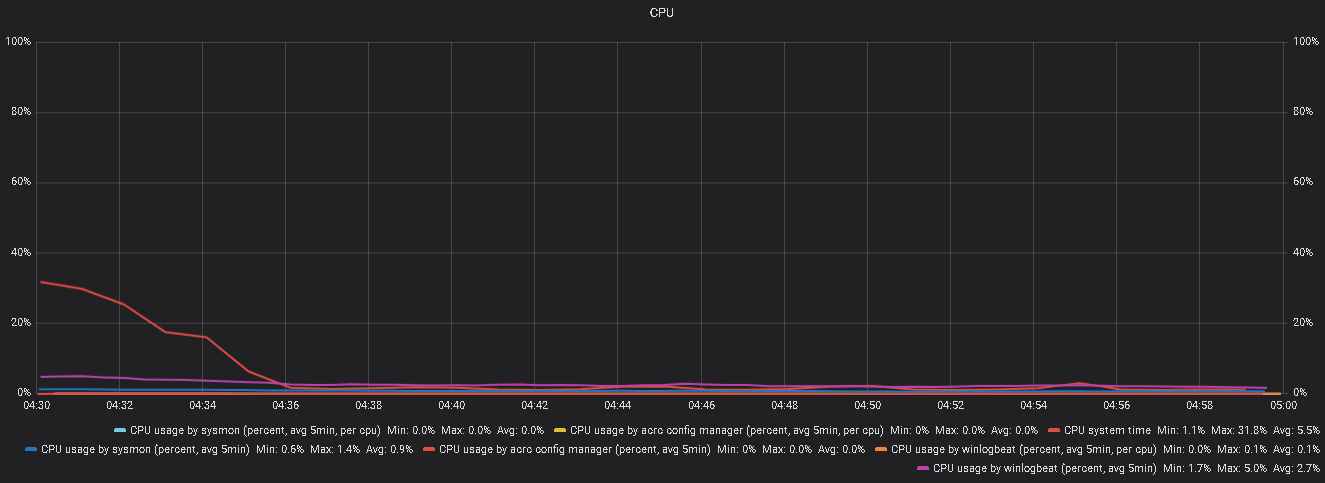 CPU
100% 100%
80% 80%
60% 60%
40% 40%
20% 20%
0% 0%
04:30 04:32 04:34 04:36 04:38 04:40 04:42 04:44 04:46 04:48 04:50 04:52 04:54 04:56 04:58 05:00
CPU usage by sysmon (percent, avg 5min, per cpu) Min: 0.0% Max: 0.0% Avg: 0.0% CPU usage by acrc config manager (percent, avg 5min, per cpu) Min: 0% Max: 0.0% Avg: 0.0% CPU system time Min: 1.1% Max: 31.8% Avg: 5.5%
CPU usage by sysmon (percent, avg 5min) Min: 0.6% Max: 1.4% Avg: 0.9% CPU usage by acrc config manager (percent, avg 5min) Min: 0% Max: 0.0% Avg: 0.0% CPU usage by winlogbeat (percent, avg 5min, per cpu) Min: 0.0% Max: 0.1% Avg: 0.1%
CPU usage by winlogbeat (percent, avg 5min) Min: 1.7% Max: 5.0% Avg: 2.7%